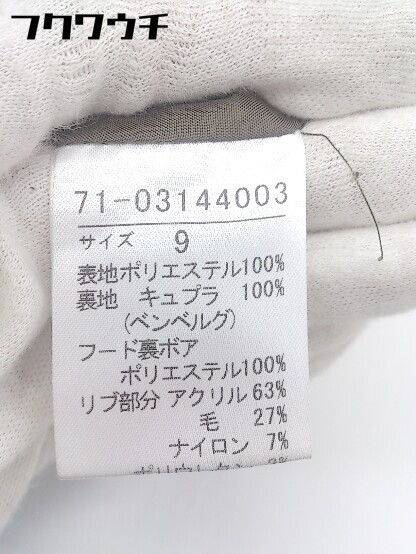 フクワウチ
71-03144003
サイズ 9
表地ポリエステル100%
裏地 キュプラ 100%
(ベンベルグ)
フード裏ボア
ポリエステル100%
リブ部分 アクリル 63%
毛 27%
ナイロン 7%